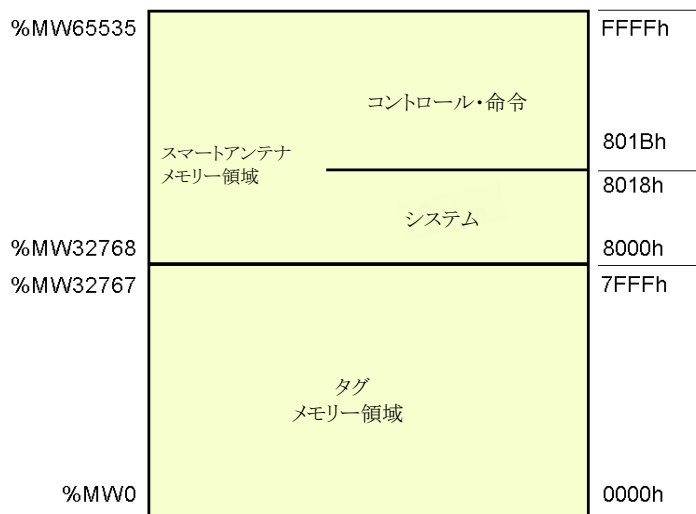 %MW65535
FFFFh
コントロール・命令
801Bh
スマートアンテナ
メモリー領域
8018h
システム
%MW32768
8000h
%MW32767
7FFFh
タグ
メモリー領域
%MW0
0000h